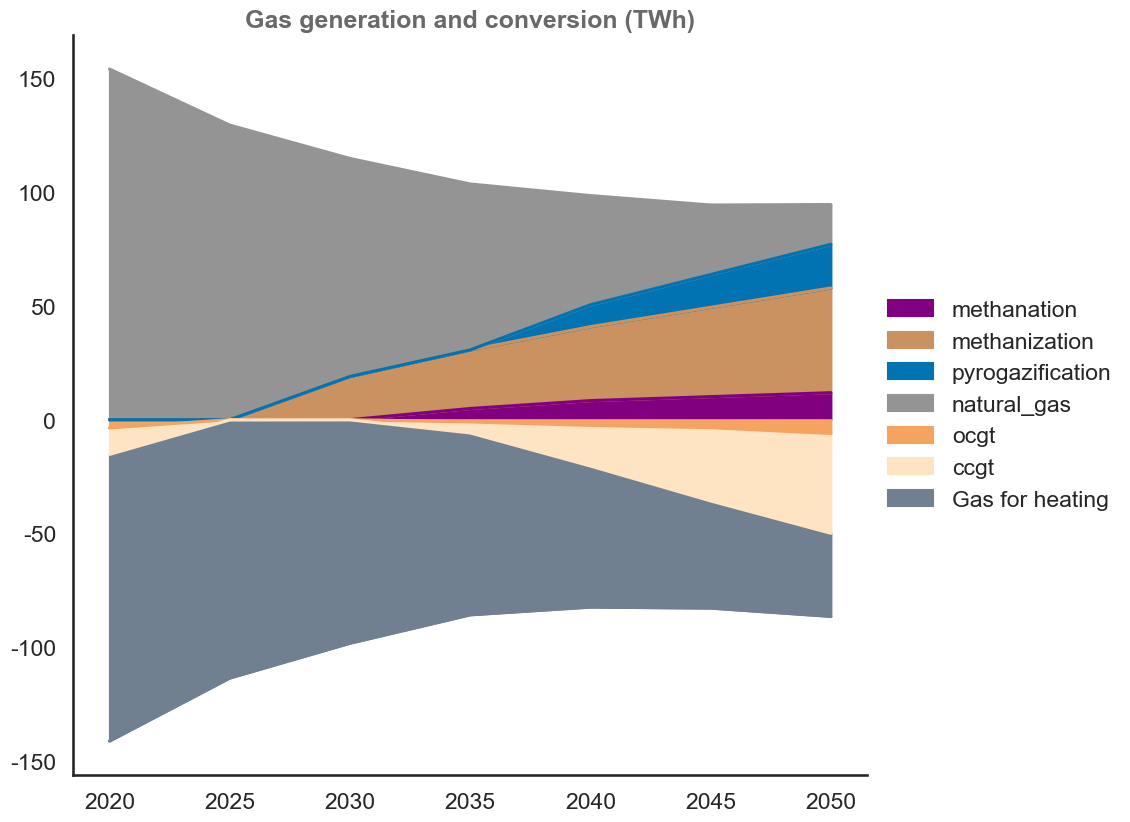 Gas generation and conversion (TWh)
150
100
50
0
-50
-100
-150
2020 2025 2030 2035 2040 2045 2050
methanation
methanization
pyrogazification
natural_gas
ocgt
ccgt
Gas for heating